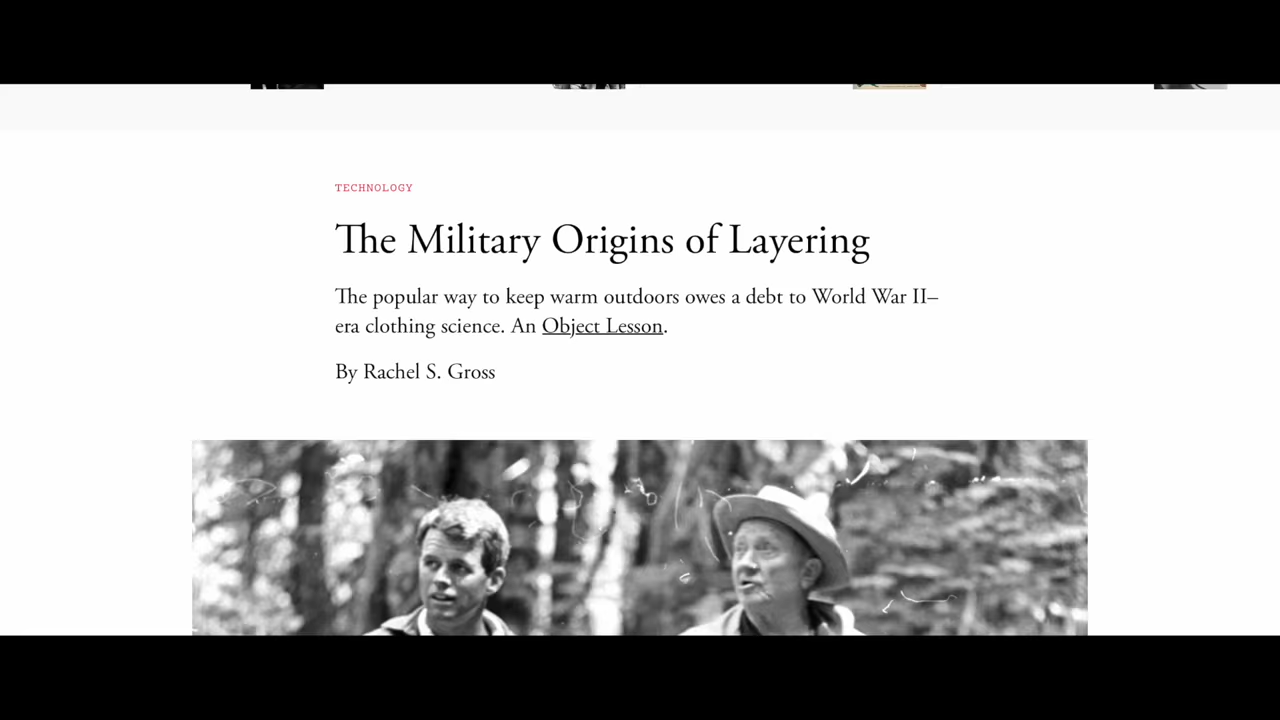 TECHNOLOGY
The Military Origins of Layering
The popular way to keep warm outdoors owes a debt to World War II–
era clothing science. An Object Lesson.
By Rachel S. Gross